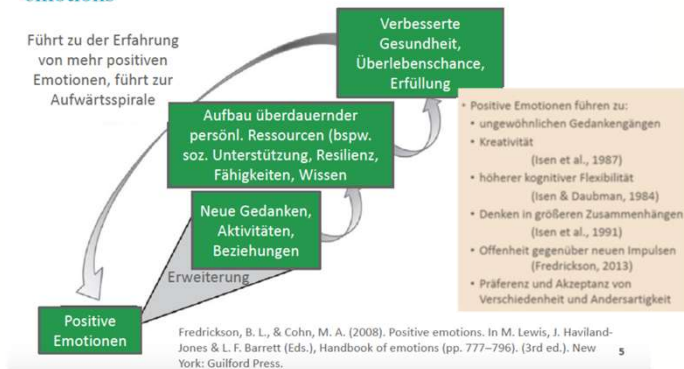 Führt zu der Erfahrung
von mehr positiven
Emotionen, führt zur
Aufwärtsspirale
Verbesserte
Gesundheit,
Überlebenschance,
Erfüllung
Aufbau überdauernder
persönl. Ressourcen (bspw.
soz. Unterstützung, Resilienz,
Fähigkeiten, Wissen
Neue Gedanken,
Aktivitäten,
Beziehungen
Erweiterung
Positive
Emotionen
• Positive Emotionen führen zu:
• ungewöhnlichen Gedankengängen
• Kreativität
(Isen et al., 1987)
• höherer kognitiver Flexibilität
(Isen & Daubman, 1984)
• Denken in größeren Zusammenhängen
(Isen et al., 1991)
• Offenheit gegenüber neuen Impulsen
(Fredrickson, 2013)
• Präferenz und Akzeptanz von
Verschiedenheit und Andersartigkeit
Fredrickson, B. L., & Cohn, M. A. (2008). Positive emotions. In M. Lewis, J. Haviland-
Jones & L. F. Barrett (Eds.), Handbook of emotions (pp. 777–796). (3rd ed.). New
York: Guilford Press.
5